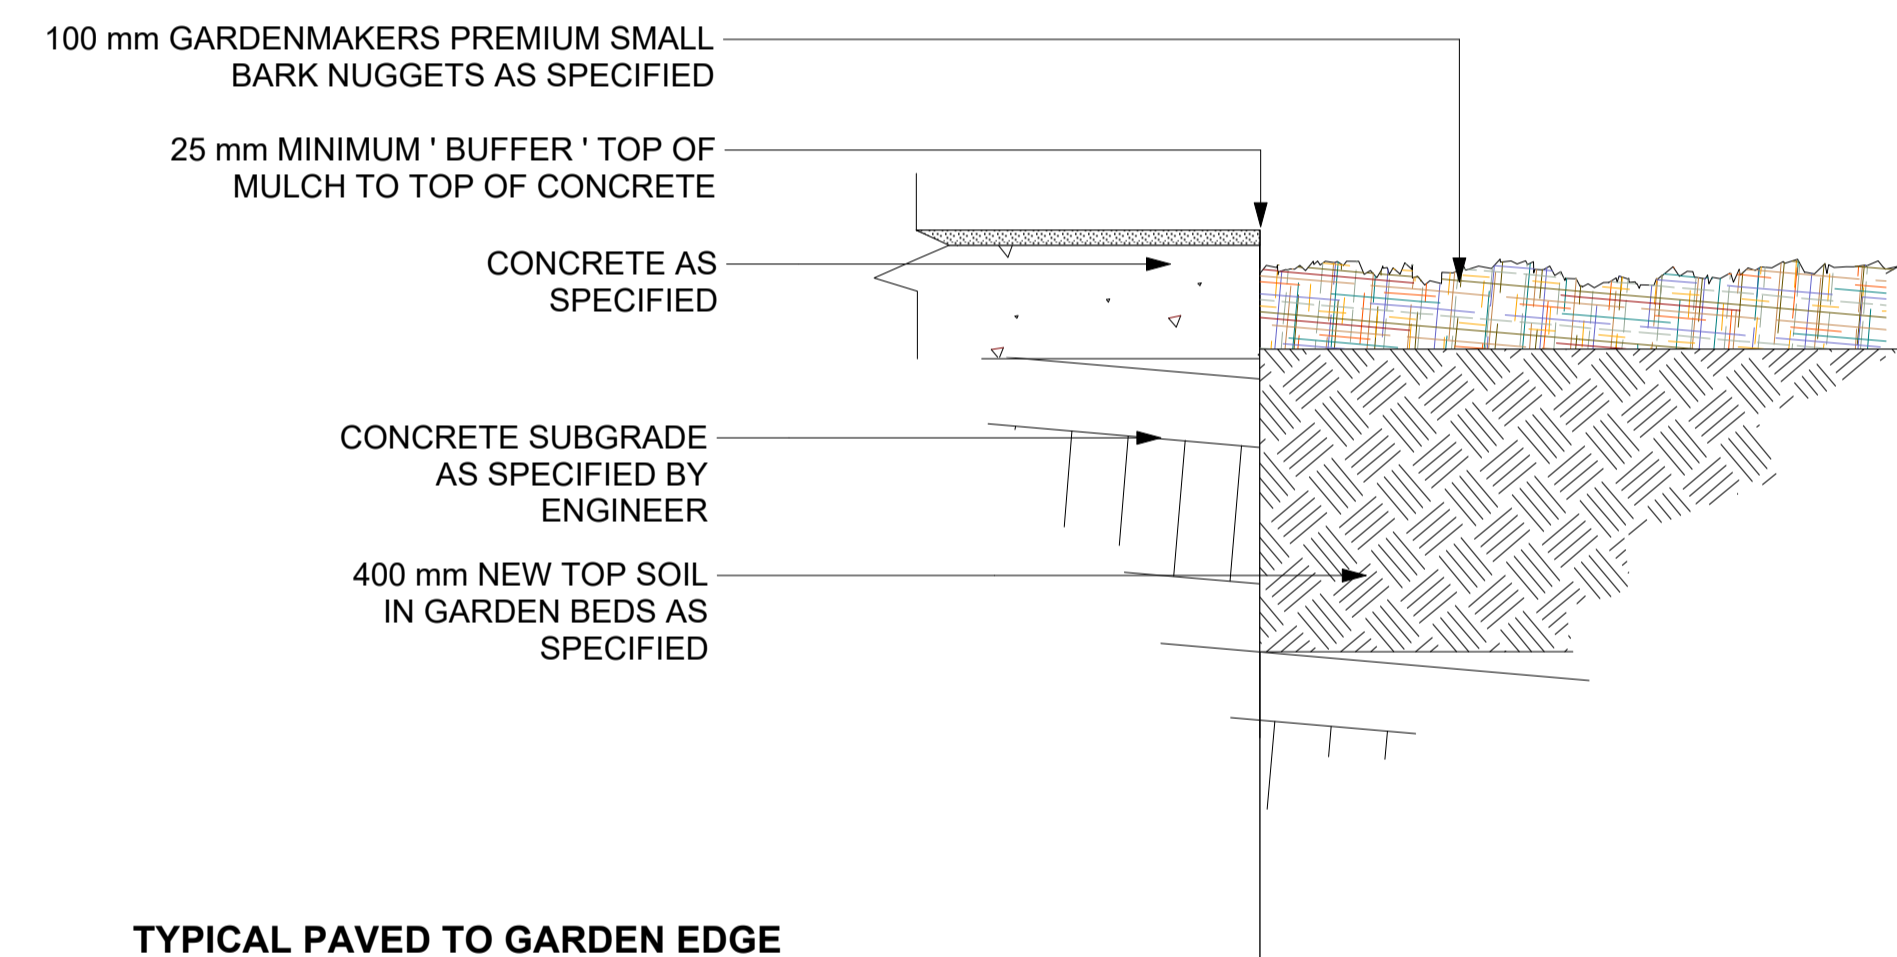 100 mm GARDENMAKERS PREMIUM SMALL
BARK NUGGETS AS SPECIFIED
25 mm MINIMUM ' BUFFER ' TOP OF
MULCH TO TOP OF CONCRETE
CONCRETE AS
SPECIFIED
CONCRETE SUBGRADE
AS SPECIFIED BY
ENGINEER
400 mm NEW TOP SOIL
IN GARDEN BEDS AS
SPECIFIED
TYPICAL PAVED TO GARDEN EDGE